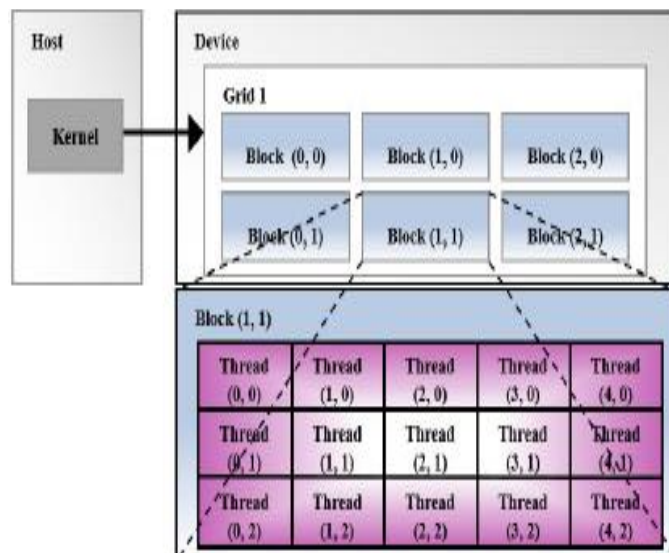 Host
Kernel
Device
Grid 1
Block (0, 0) Block (1, 0) Block (2, 0)
Block (0, 1) Block (1, 1) Block (2, 1)
Block (1, 1)
Thread Thread Thread Thread Thread
(0, 0) (1, 0) (2, 0) (3, 0) (4, 0)
Thread Thread Thread Thread Thread
(0, 1) (1, 1) (2, 1) (3, 1) (4, 1)
Thread Thread Thread Thread Thread
(0, 2) (1, 2) (2, 2) (3, 2) (4, 2)